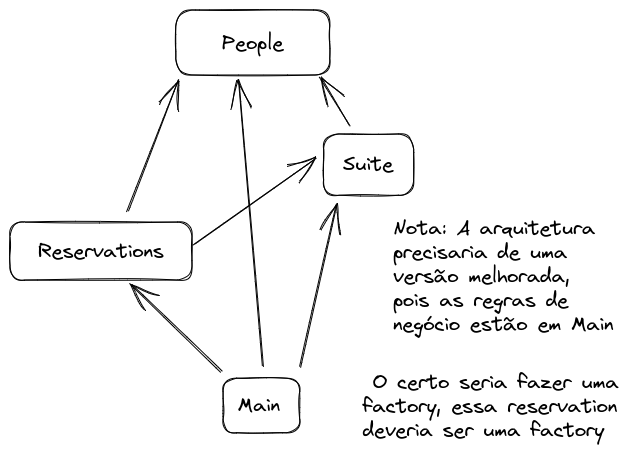 People
Suite
Reservations
Nota: A arquitetura
precisaria de uma
versão melhorada,
pois as regras de
negócio estão em Main
Main
O certo seria fazer uma
factory, essa reservation
deveria ser uma factory